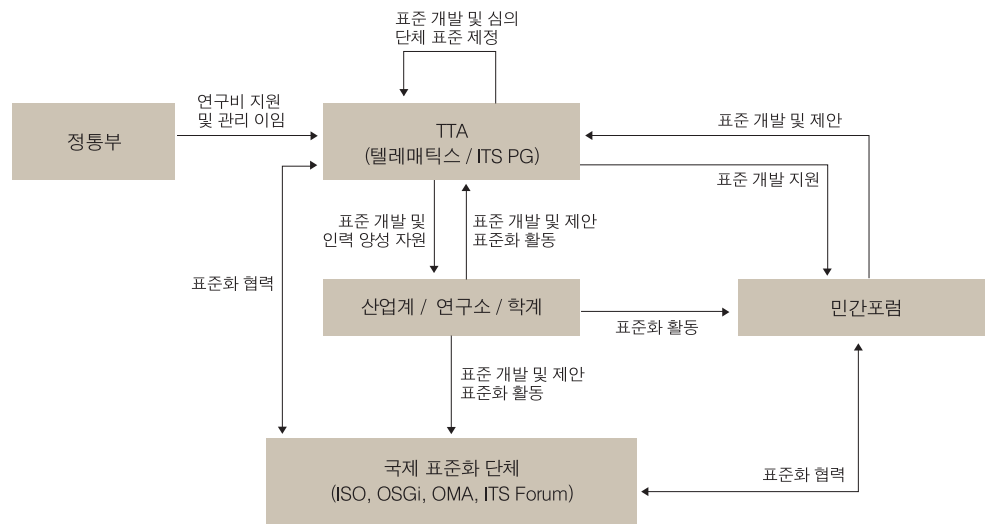 표준 개발 및 심의
단체 표준 제정
연구비 지원
및 관리 이임
정통부
TTA
(텔레매틱스 / ITS PG)
표준 개발 및 제안
표준 개발 지원
표준 개발 및
인력 양성 자원
표준 개발 및 제안
표준화 활동
표준화 협력
산업계 / 연구소 / 학계
표준화 활동
민간포럼
표준 개발 및 제안
표준화 활동
국제 표준화 단체
(ISO, OSGi, OMA, ITS Forum)
표준화 협력